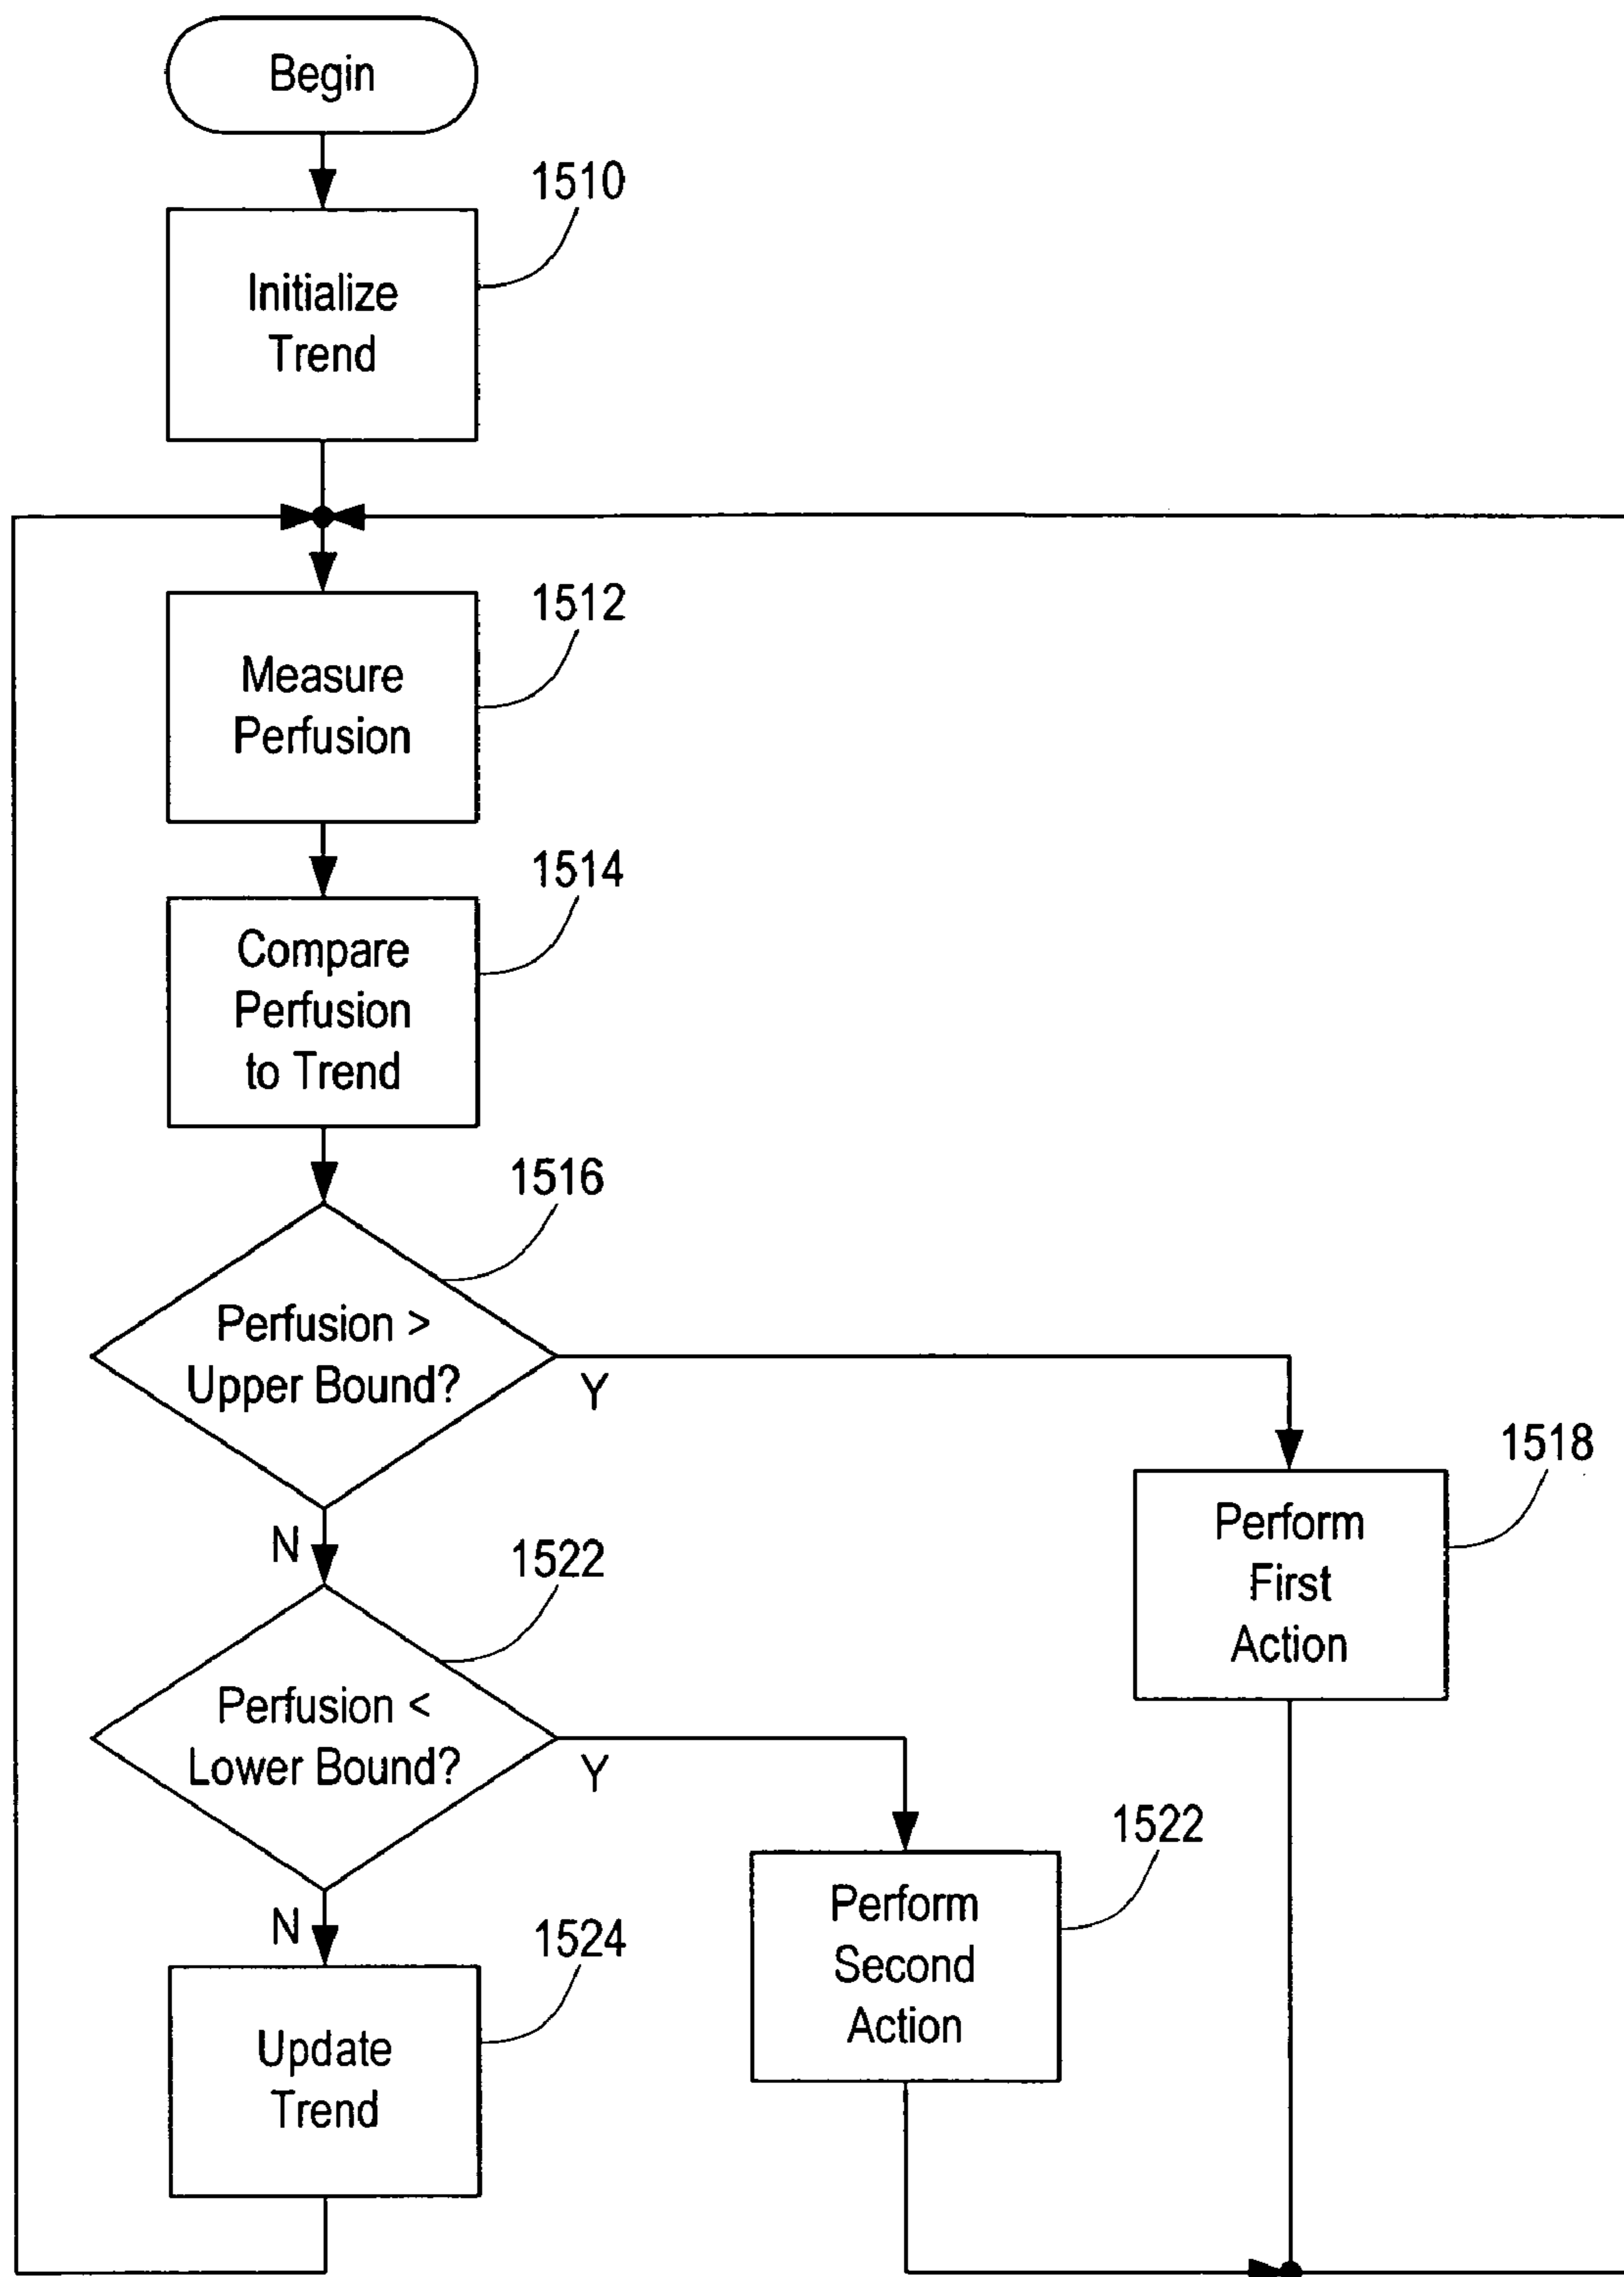 Begin
1510
Initialize
Trend
1512
Measure
Perfusion
1514
Compare
Perfusion
to Trend
1516
Perfusion >
Upper Bound?
Y
N
1518
Perform
First
Action
1522
Perfusion <
Lower Bound?
Y
N
1522
Perform
Second
Action
1524
Update
Trend